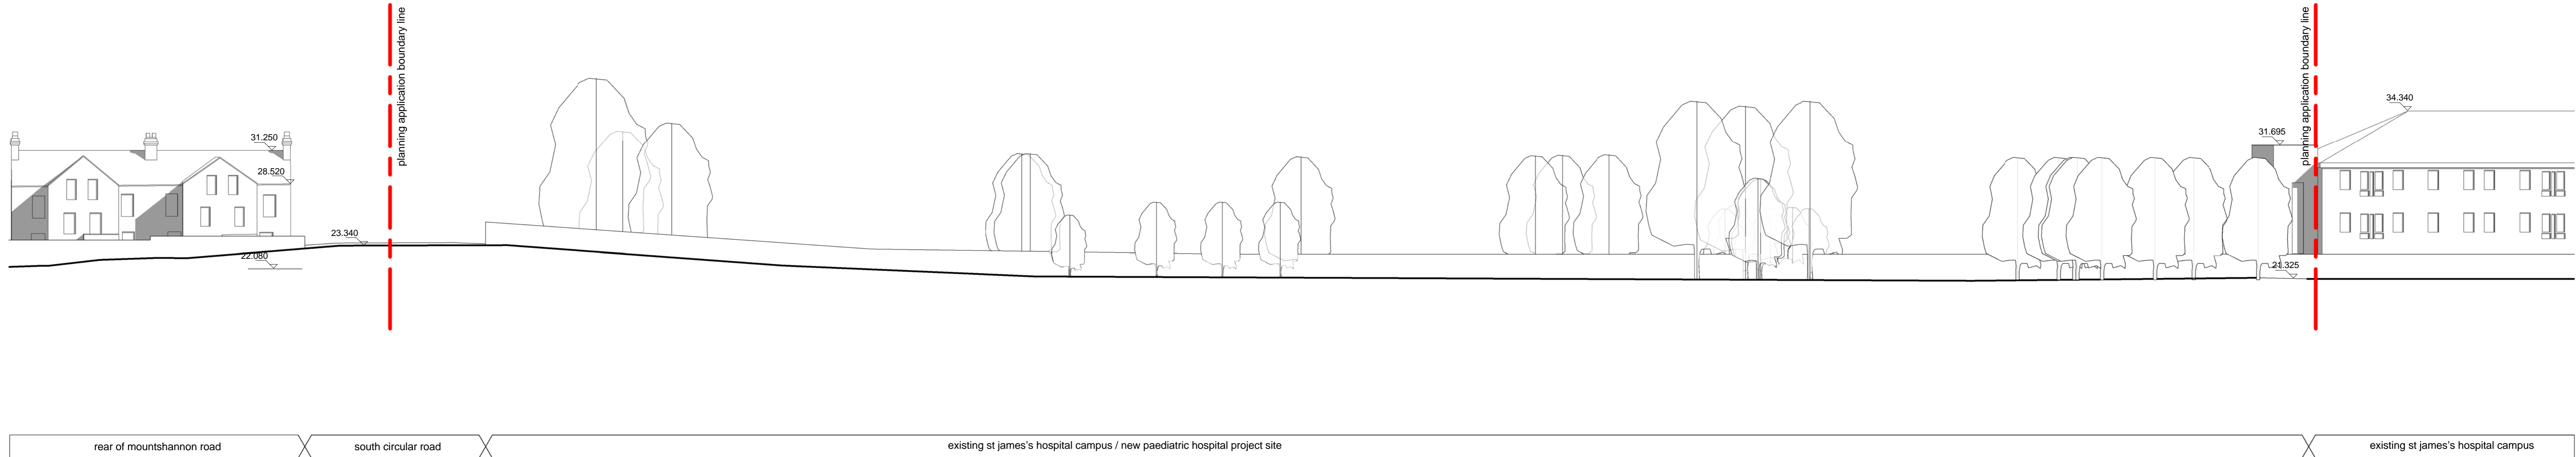 planning application boundary line
planning application boundary line
34.340
31.250
31.695
28.520
23.340
22.080
21.325
rear of mountshannon road
south circular road
existing st james's hospital campus / new paediatric hospital project site
existing st james's hospital campus